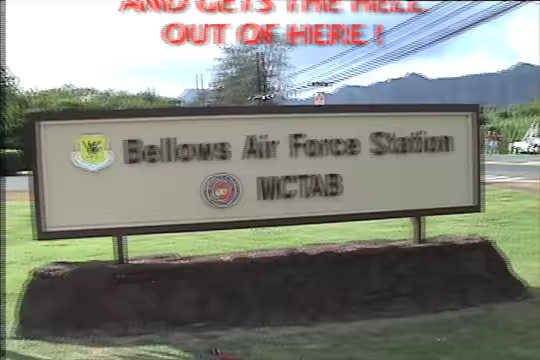 AND GETS THE HELL
OUT OF HERE !
Bellows Air Force Station
MCTAB